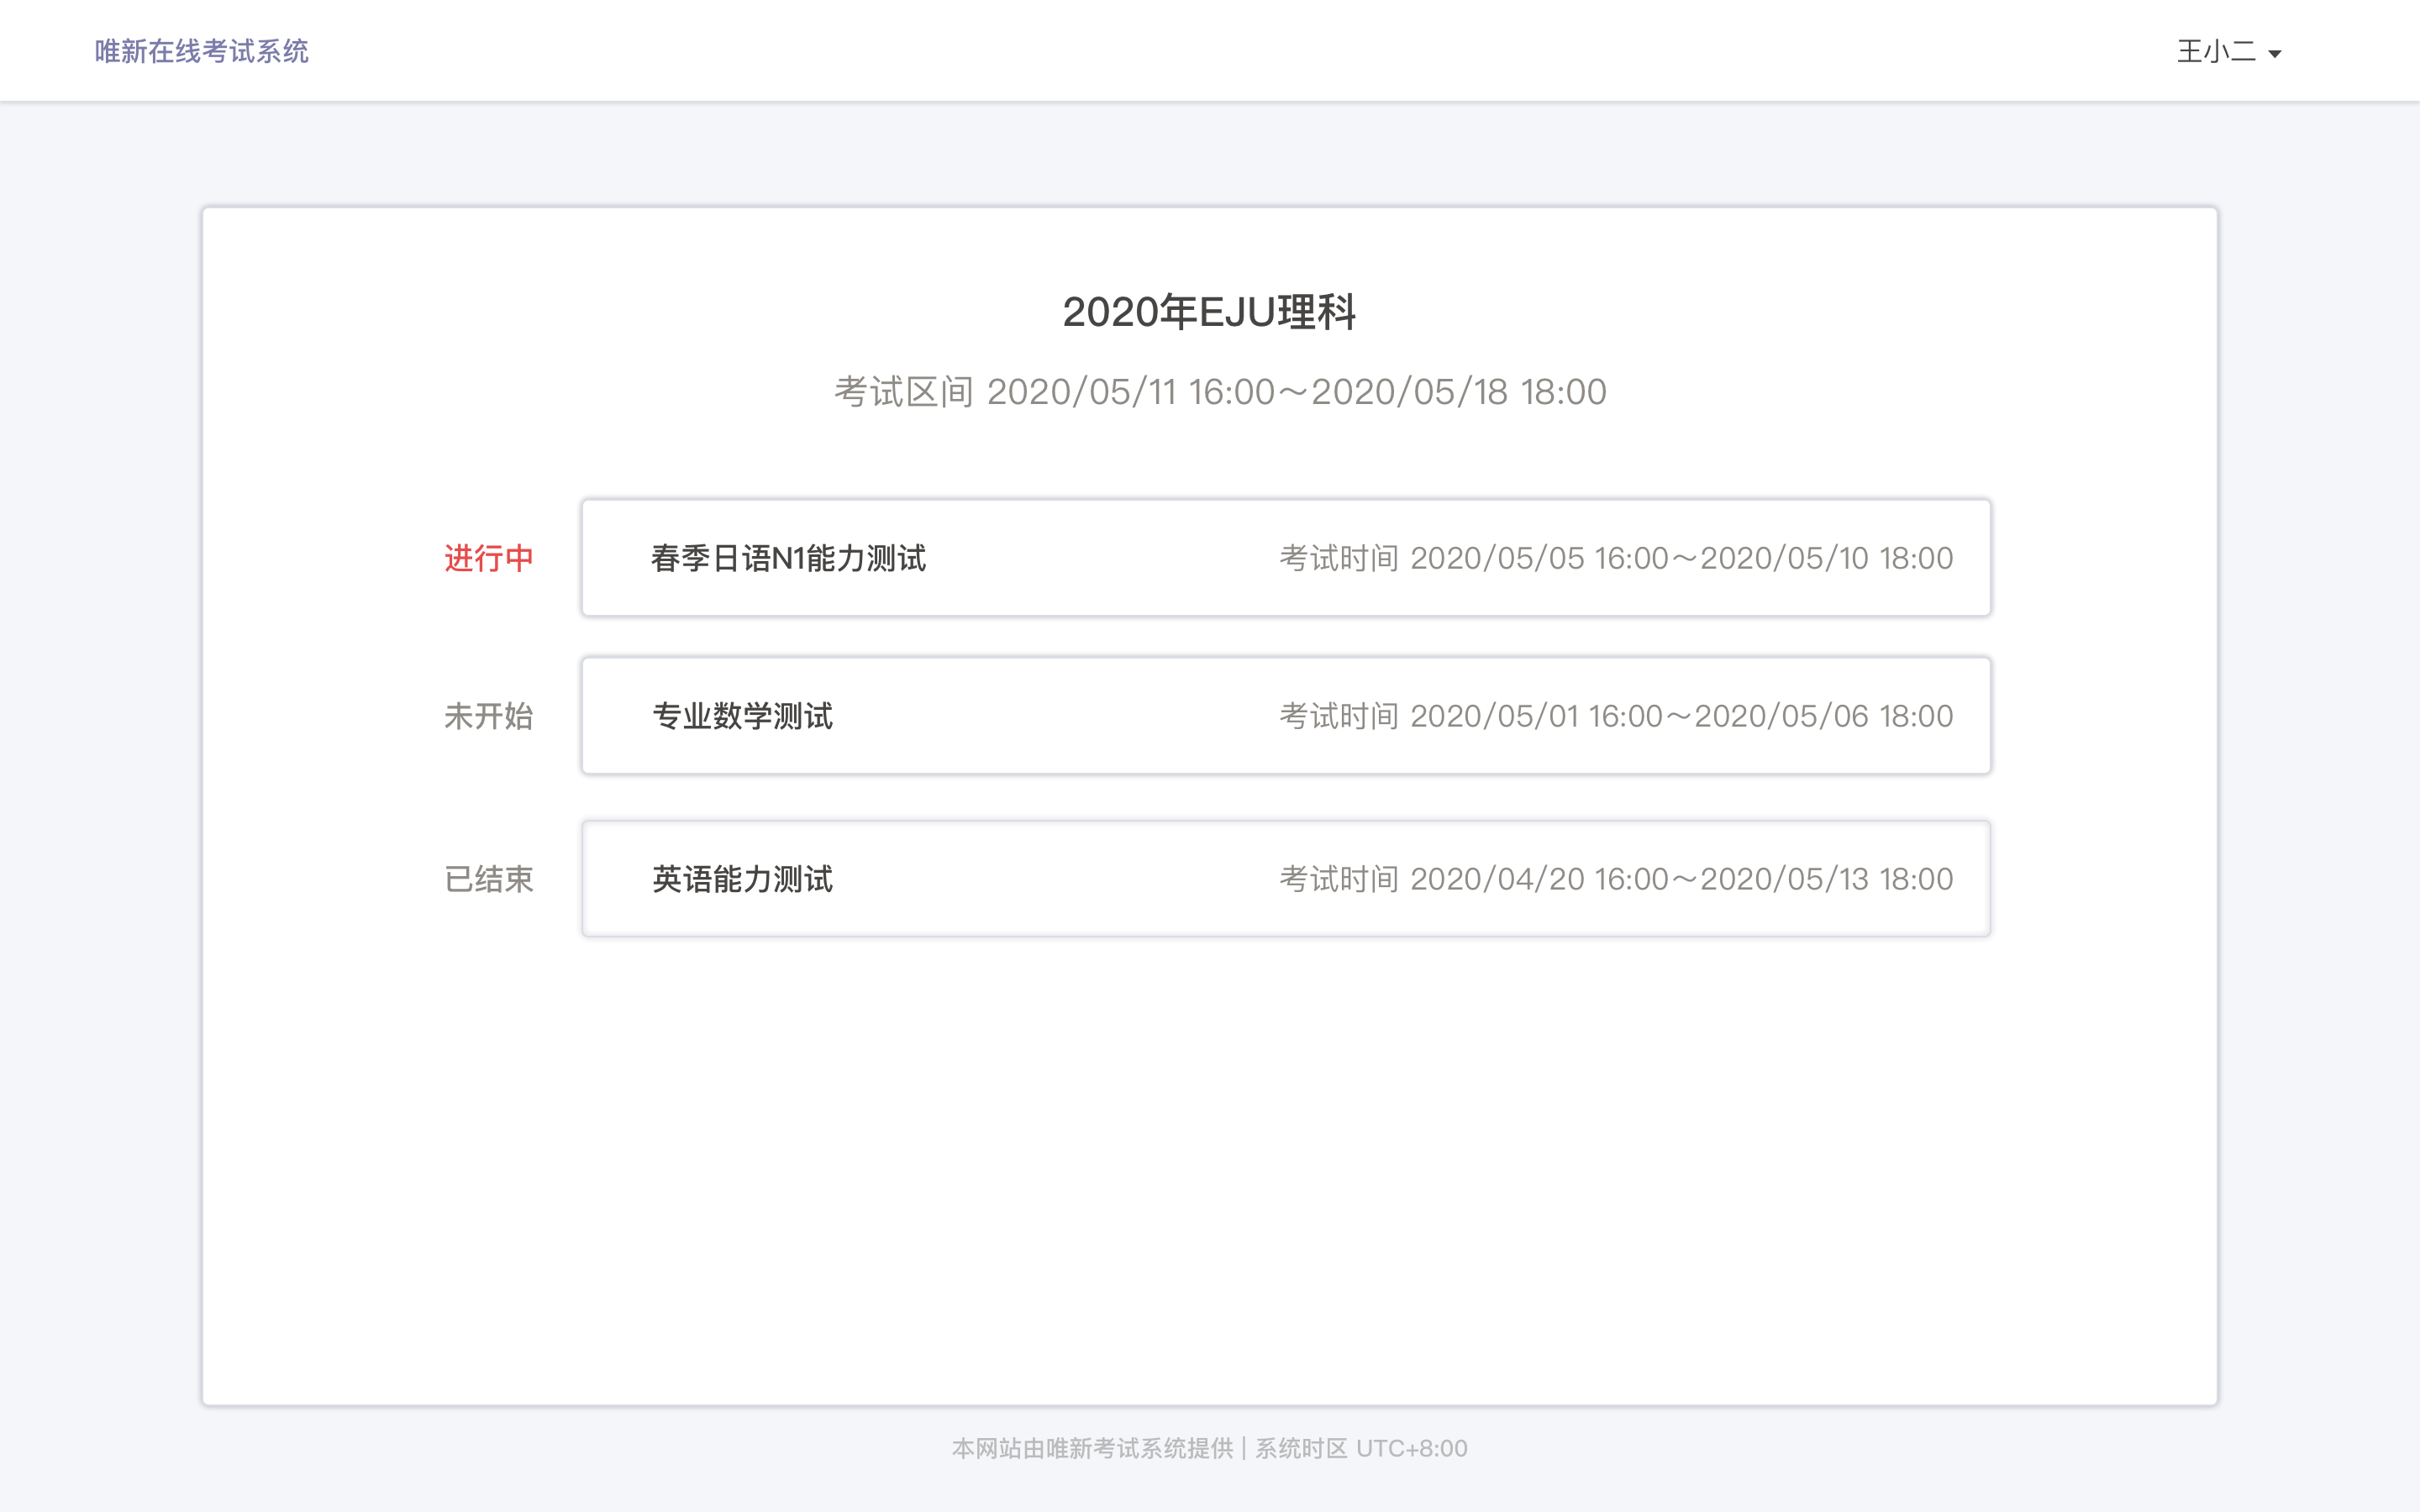 唯新在线考试系统
王小二
2020年EJU理科
考试区间 2020/05/11 16:00～2020/05/18 18:00
进行中
春季日语N1能力测试
考试时间 2020/05/05 16:00～2020/05/10 18:00
未开始
专业数学测试
考试时间 2020/05/01 16:00～2020/05/06 18:00
已结束
英语能力测试
考试时间 2020/04/20 16:00～2020/05/13 18:00
本网站由唯新考试系统提供 | 系统时区 UTC+8:00